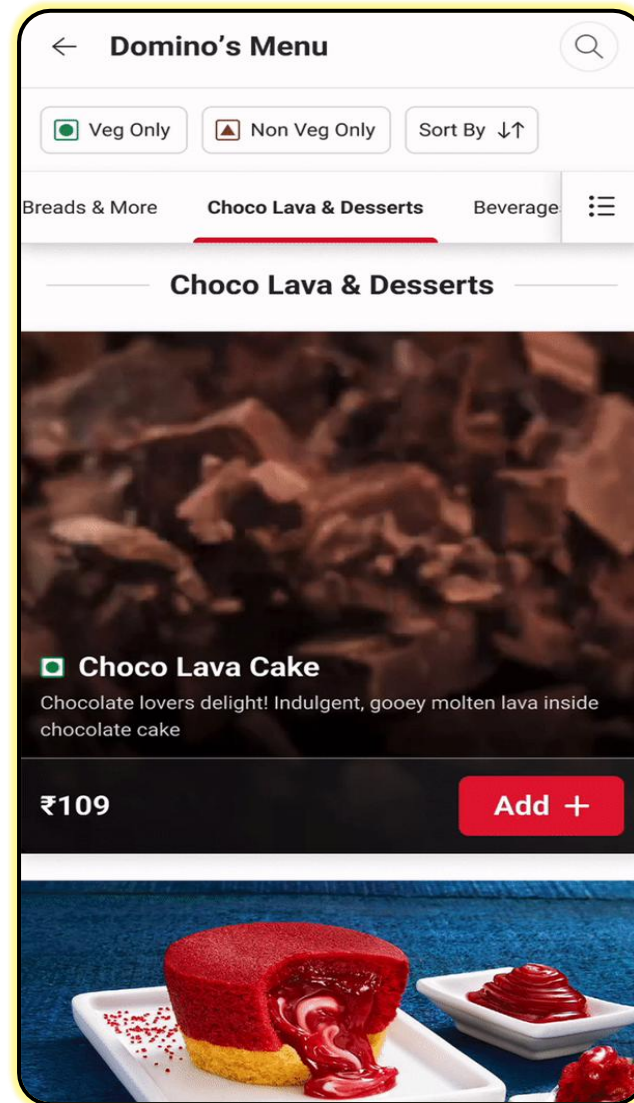 Domino's Menu
Veg Only
Non Veg Only
Sort By ↓↑
Breads & More
Choco Lava & Desserts
Beverage
Choco Lava & Desserts
Choco Lava Cake
Chocolate lovers delight! Indulgent, gooey molten lava inside
chocolate cake
₹109
Add +